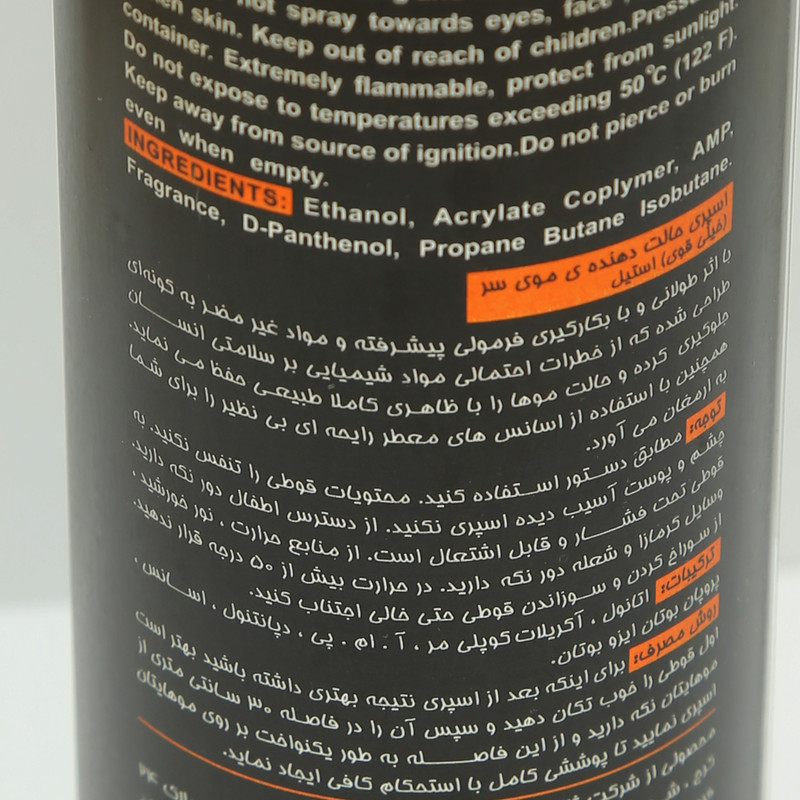 not spray towards eyes, face
skin. Keep out of reach of children.Press
container. Extremely flammable, protect from sunlight.
Do not expose to temperatures exceeding 50°C (122 F).
Keep away from source of ignition.Do not pierce or burn
even when empty.
INGREDIENTS: Ethanol, Acrylate Coplymer, AMP,
Fragrance, D-Panthenol, Propane Butane Isobutane.
اسپری حالت دهنده ی موی سر
(خیلی قوی) استیل
با اثر طولانی و با بکارگیری فرمولی پیشرفته و مواد غیر مضر به گونه‌ای
طراحی شده که از خطرات احتمالی مواد شیمیایی بر سلامتی انسان
جلوگیری کرده و حالت موها را با ظاهری کاملاً طبیعی حفظ می نماید.
همچنین با استفاده از اسانس های معطر رایحه ای بی نظیر را برای شما
به ارمغان می آورد.
توجه: مطابق دستور استفاده کنید. محتویات قوطی را تنفس نکنید. به
چشم و پوست آسیب دیده اسپری نکنید. از دسترس اطفال دور نگه دارید.
قوطی تحت فشار و قابل اشتعال است. از منابع حرارت ، نور خورشید ،
وسایل گرمازا و شعله دور نگه دارید. در حرارت بیش از ۵۰ درجه قرار ندهید.
از سوراخ کردن و سوزاندن قوطی حتی خالی اجتناب کنید.
ترکیبات: اتانول ، آکریلات کوپلی مر ، آ . ام . پی ، دپانتنول ، اسانس ،
پروپان بوتان ایزو بوتان.
روش مصرف: برای اینکه بعد از اسپری نتیجه بهتری داشته باشید بهتر است
اول قوطی را خوب تکان دهید و سپس آن را در فاصله ۳۰ سانتی متری از
موهایتان نگه دارید و از این فاصله به طور یکنواخت بر روی موهایتان
اسپری نمایید تا پوششی کامل با استحکام کافی ایجاد نماید.
محصولی از شرکت
کرج ، پلاک ۲۴